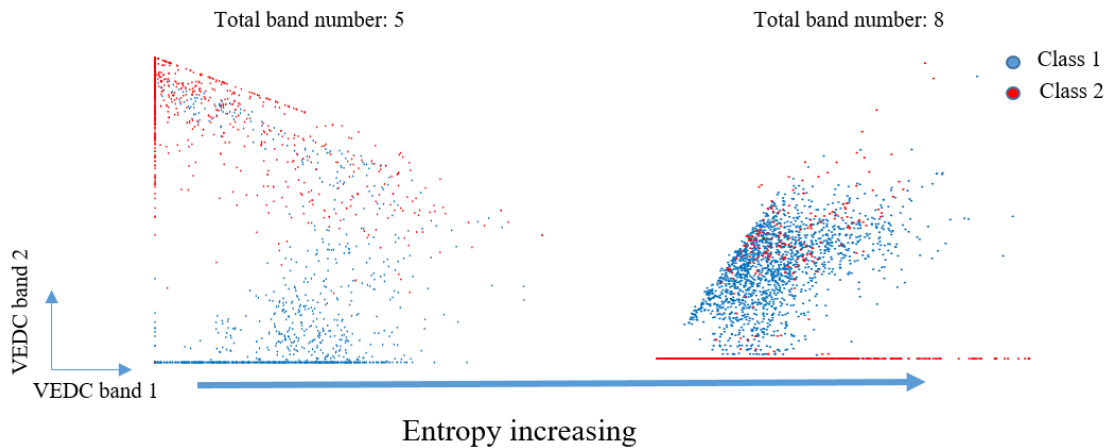 Total band number: 5
Total band number: 8
Class 1
Class 2
VEDC band 2
VEDC band 1
Entropy increasing